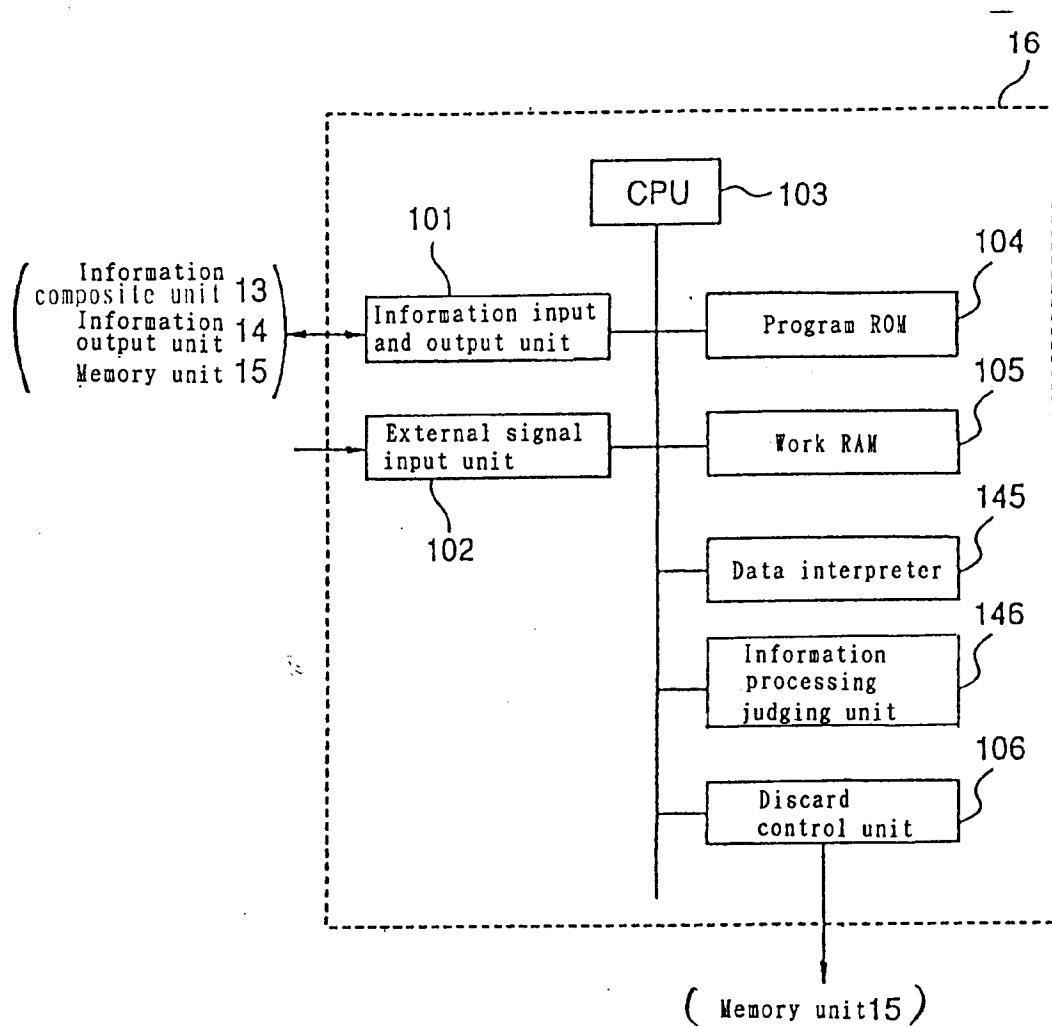 16
CPU
103
101
104
Information
composite unit 13
Information
output unit 14
Memory unit 15
Information input
and output unit
Program ROM
105
External signal
input unit
Work RAM
102
145
Data interpreter
146
Information
processing
judging unit
106
Discard
control unit
( Memory unit 15 )